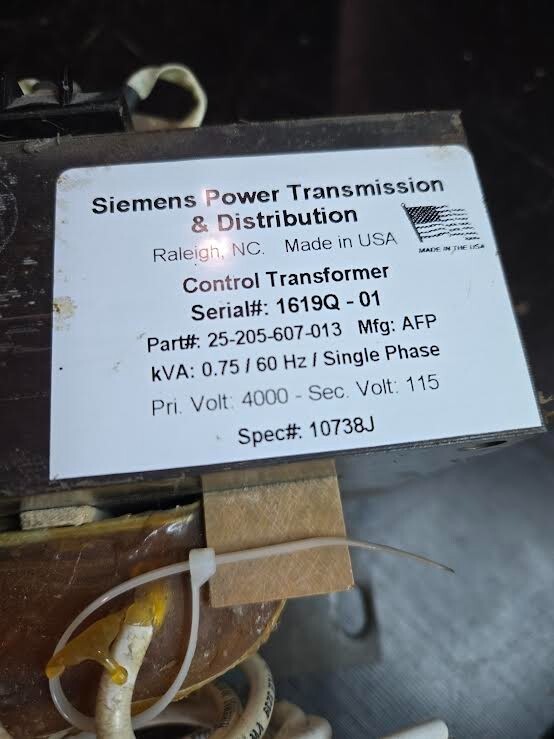 Siemens Power Transmission
& Distribution
Raleigh, NC. Made in USA
MADE IN THE USA
Control Transformer
Serial#: 1619Q - 01
Part#: 25-205-607-013 Mfg: AFP
kVA: 0.75 / 60 Hz / Single Phase
Pri. Volt: 4000 - Sec. Volt: 115
Spec#: 10738J